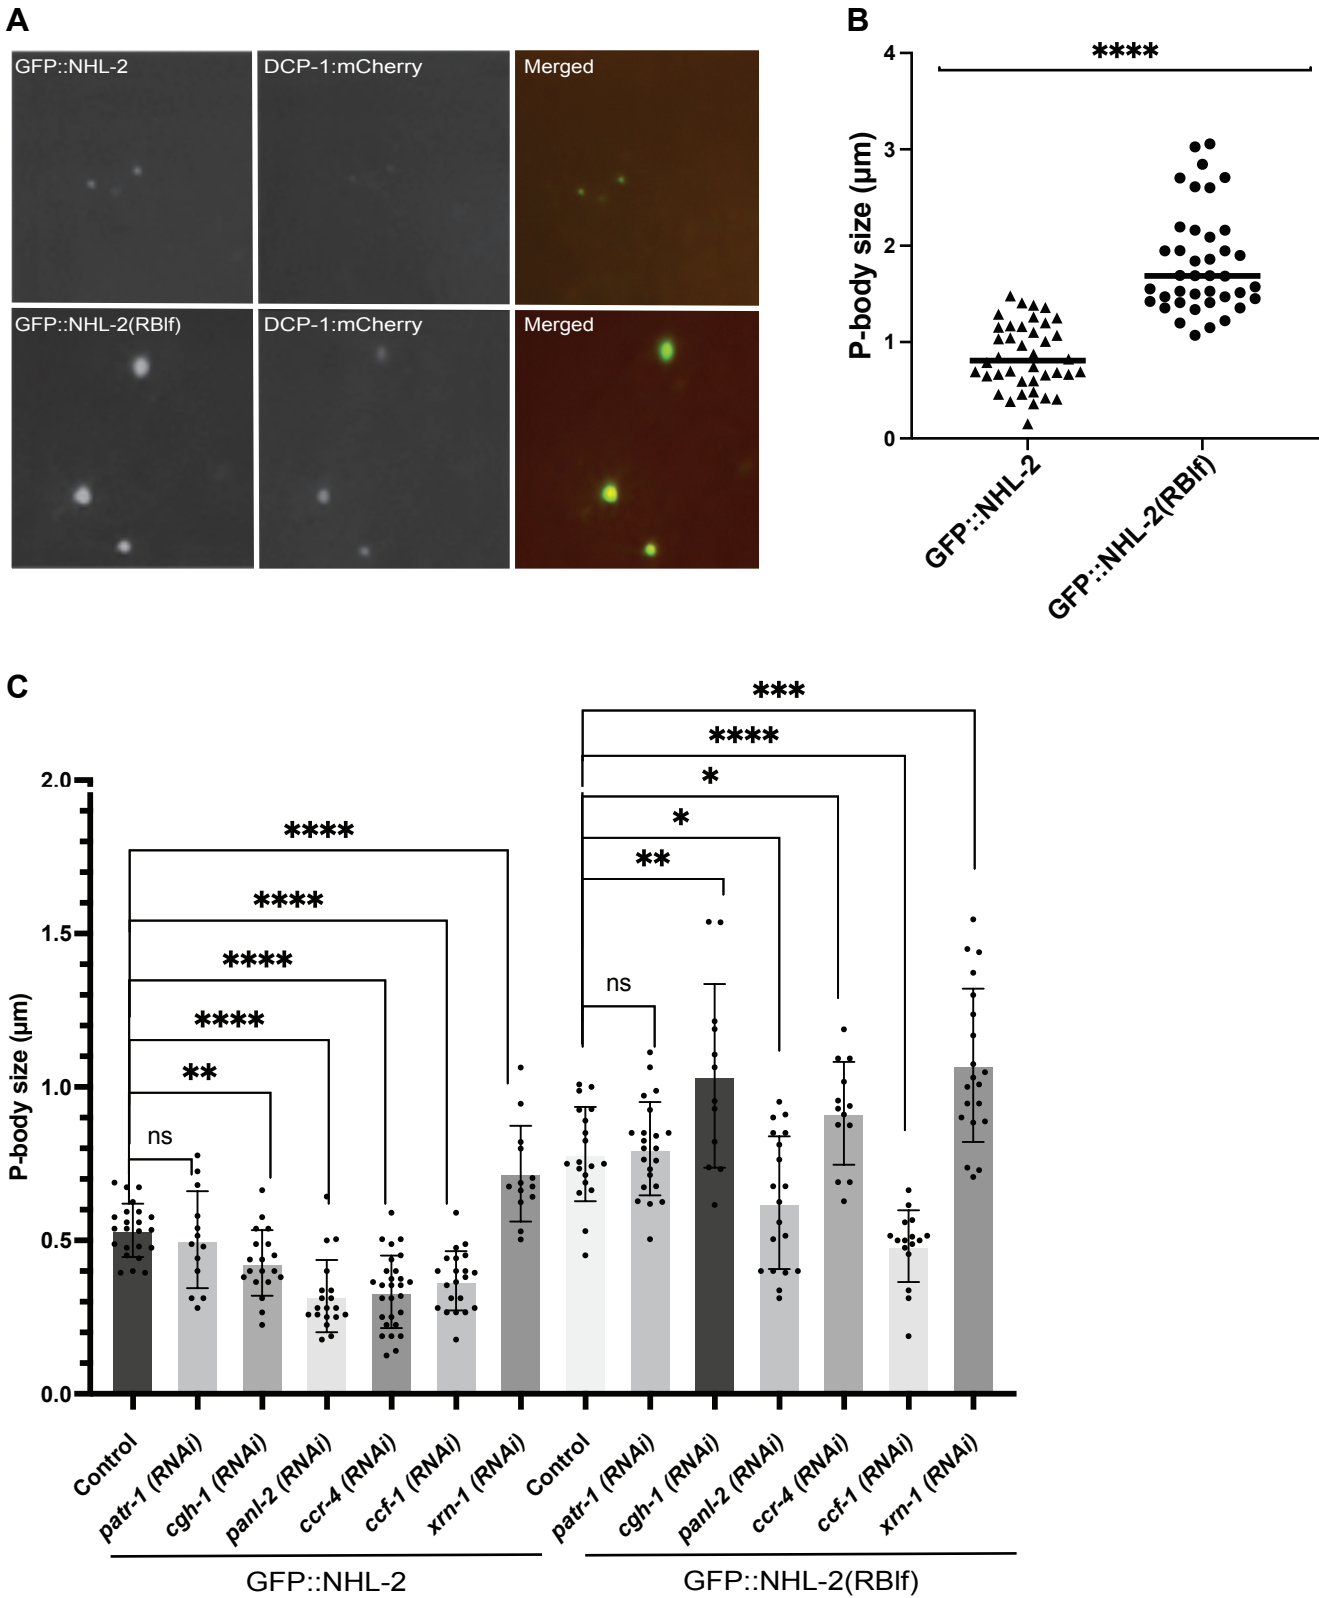 A
GFP::NHL-2
DCP-1:mCherry
Merged
GFP::NHL-2(RBlf)
DCP-1:mCherry
Merged
B
****
P-body size (µm)
4
3
2
1
0
GFP::NHL-2
GFP::NHL-2(RBlf)
C
P-body size (µm)
2.0
1.5
1.0
0.5
0.0
****
****
****
****
**
ns
***
****
*
*
**
ns
Control
patr-1 (RNAi)
cgh-1 (RNAi)
panl-2 (RNAi)
ccr-4 (RNAi)
ccf-1 (RNAi)
xrn-1 (RNAi)
Control
patr-1 (RNAi)
cgh-1 (RNAi)
panl-2 (RNAi)
ccr-4 (RNAi)
ccf-1 (RNAi)
xrn-1 (RNAi)
GFP::NHL-2
GFP::NHL-2(RBlf)